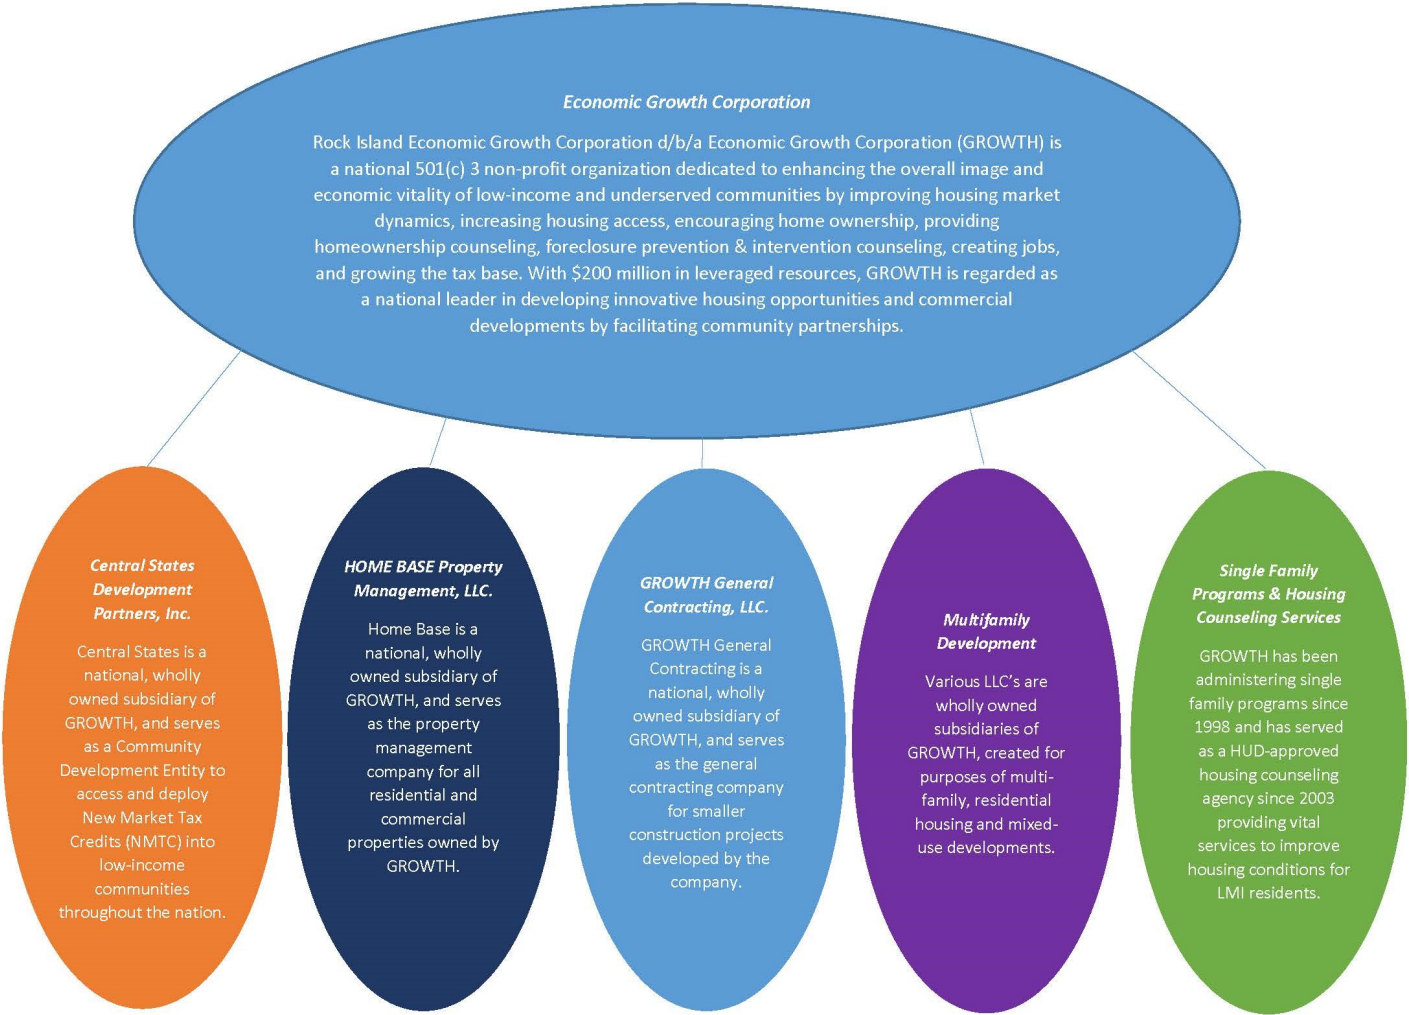 Economic Growth Corporation
Rock Island Economic Growth Corporation d/b/a Economic Growth Corporation (GROWTH) is
a national 501(c) 3 non-profit organization dedicated to enhancing the overall image and
economic vitality of low-income and underserved communities by improving housing market
dynamics, increasing housing access, encouraging home ownership, providing
homeownership counseling, foreclosure prevention & intervention counseling, creating jobs,
and growing the tax base. With $200 million in leveraged resources, GROWTH is regarded as
a national leader in developing innovative housing opportunities and commercial
developments by facilitating community partnerships.
Central States
Development
Partners, Inc.
Central States is a
national, wholly
owned subsidiary of
GROWTH, and serves
as a Community
Development Entity to
access and deploy
New Market Tax
Credits (NMTC) into
low-income
communities
throughout the nation.
HOME BASE Property
Management, LLC.
Home Base is a
national, wholly
owned subsidiary of
GROWTH, and serves
as the property
management
company for all
residential and
commercial
properties owned by
GROWTH.
GROWTH General
Contracting, LLC.
GROWTH General
Contracting is a
national, wholly
owned subsidiary of
GROWTH, and serves
as the general
contracting company
for smaller
construction projects
developed by the
company.
Multifamily
Development
Various LLC's are
wholly owned
subsidiaries of
GROWTH, created for
purposes of multi-
family, residential
housing and mixed-
use developments.
Single Family
Programs & Housing
Counseling Services
GROWTH has been
administering single
family programs since
1998 and has served
as a HUD-approved
housing counseling
agency since 2003
providing vital
services to improve
housing conditions for
LMI residents.